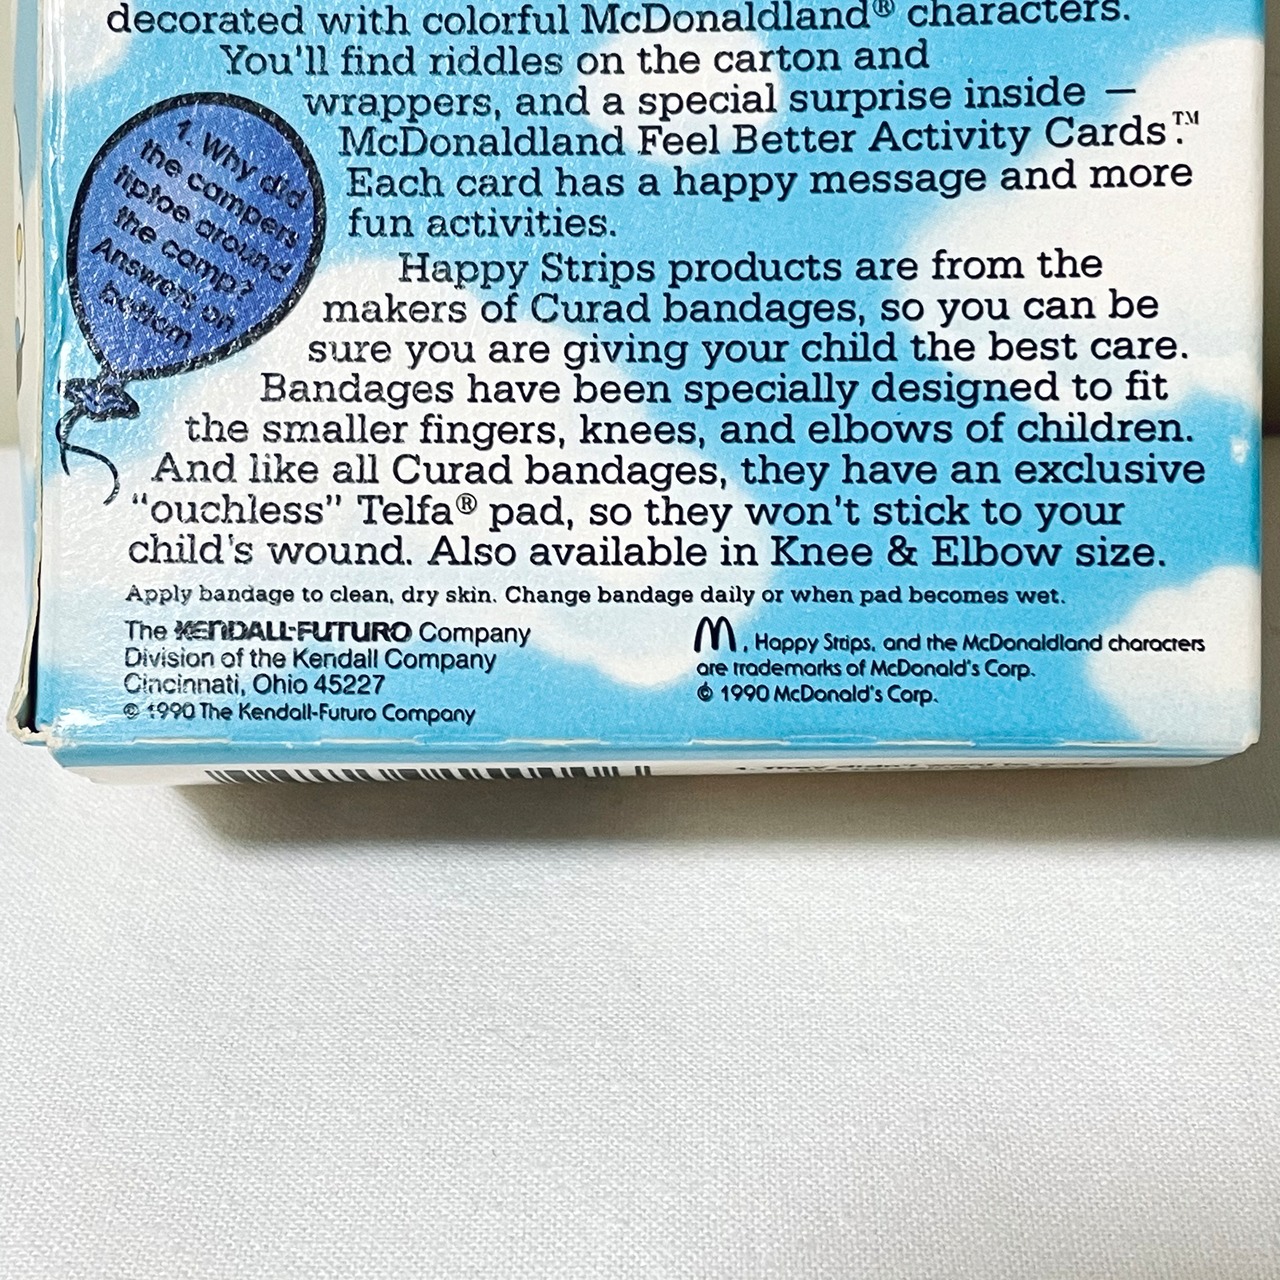 decorated with colorful McDonaldland® characters.
You'll find riddles on the carton and
wrappers, and a special surprise inside —
McDonaldland Feel Better Activity Cards.™
Each card has a happy message and more
fun activities.
1. Why did
the campers
tiptoe around
the camp?
Answers on
bottom.
Happy Strips products are from the
makers of Curad bandages, so you can be
sure you are giving your child the best care.
Bandages have been specially designed to fit
the smaller fingers, knees, and elbows of children.
And like all Curad bandages, they have an exclusive
“ouchless” Telfa® pad, so they won't stick to your
child's wound. Also available in Knee & Elbow size.
Apply bandage to clean, dry skin. Change bandage daily or when pad becomes wet.
The KENDALL-FUTURO Company
Division of the Kendall Company
Cincinnati, Ohio 45227
© 1990 The Kendall-Futuro Company
M, Happy Strips, and the McDonaldland characters
are trademarks of McDonald's Corp.
© 1990 McDonald's Corp.
1. They didn't want to